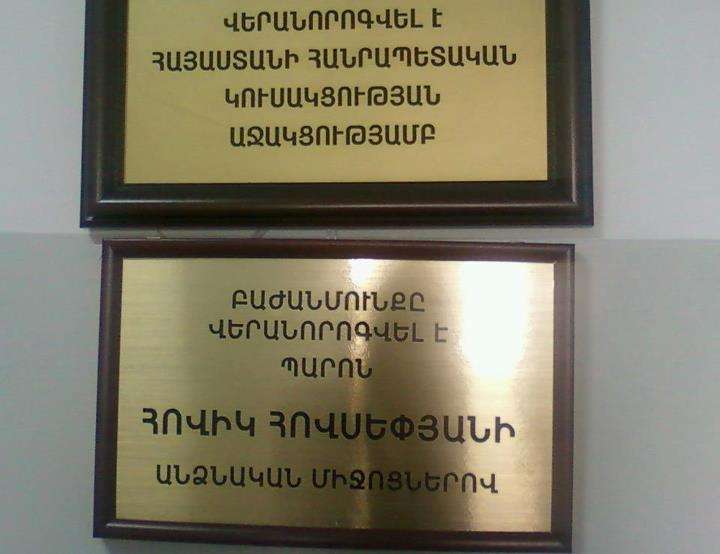 ՎԵՐԱՆՈՐՈԳՎԵԼ Է
ՀԱՅԱՍՏԱՆԻ ՀԱՆՐԱՊԵՏԱԿԱՆ
ԿՈՒՍԱԿՑՈՒԹՅԱՆ
ԱՋԱԿՑՈՒԹՅԱՄԲ
ԲԱԺԱՆՄՈՒՆՔԸ
ՎԵՐԱՆՈՐՈԳՎԵԼ Է
ՊԱՐՈՆ
ՀՈՎԻԿ ՀՈՎՍԵՓՅԱՆԻ
ԱՆՁՆԱԿԱՆ ՄԻՋՈՑՆԵՐՈՎ